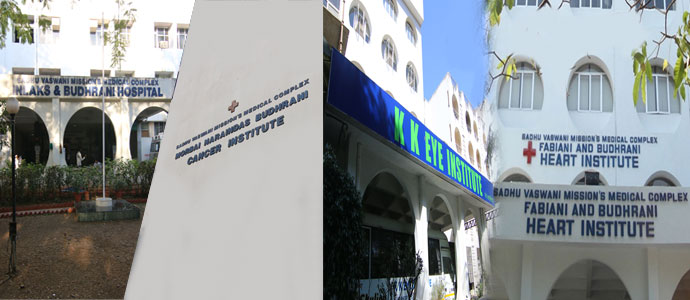 SADHU VASWANI MISSION'S MEDICAL COMPLEX
INLAKS & BUDHRANI HOSPITAL
SADHU VASWANI MISSION'S MEDICAL COMPLEX
MORBAI NARAINDAS BUDHRANI
CANCER INSTITUTE
K K EYE INSTITUTE
SADHU VASWANI MISSION'S MEDICAL COMPLEX
FABIANI AND BUDHRANI
HEART INSTITUTE
SADHU VASWANI MISSION'S MEDICAL COMPLEX
FABIANI AND BUDHRANI
HEART INSTITUTE